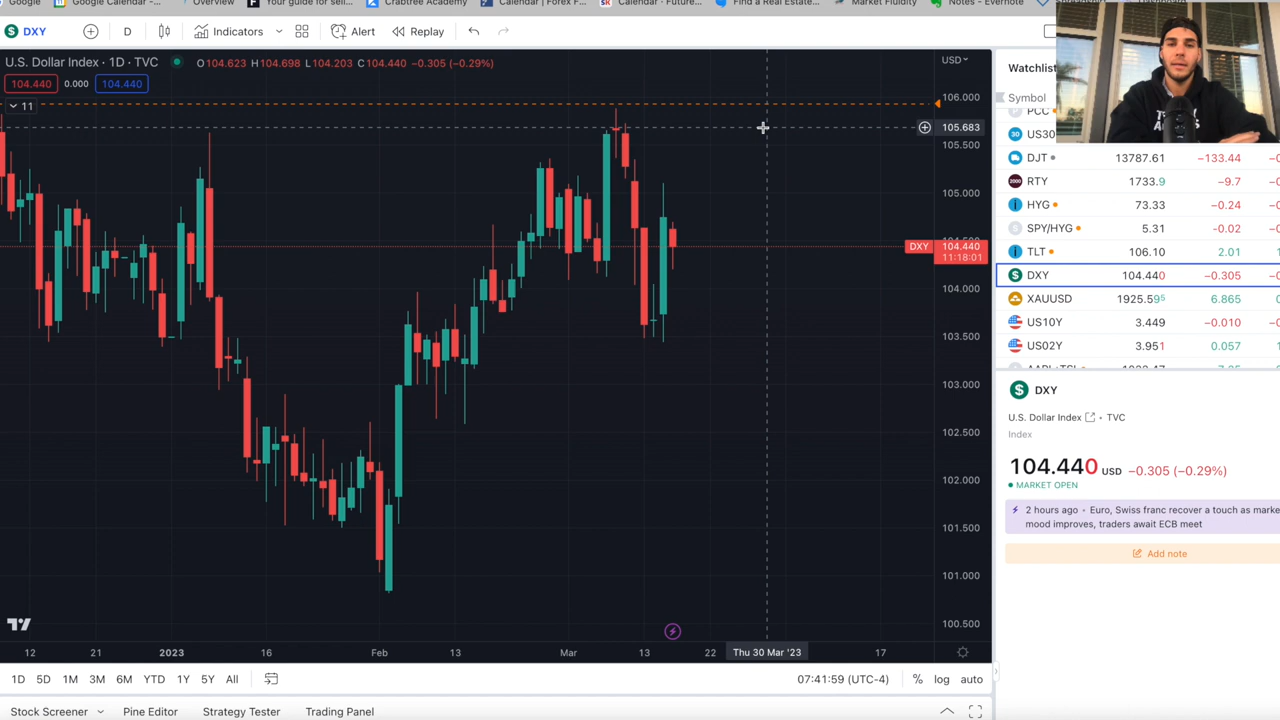 Google Google Calendar -... Overview Your guide for sell... Crabtree Academy Calendar | Forex F... Calendar · Future... Find a Real Estate... Market Fluidity Notes - Evernote
DXY D Indicators Alert Replay
U.S. Dollar Index · 1D · TVC O104.623 H104.698 L104.203 C104.440 −0.305 (−0.29%)
104.440 0.000 104.440
11
USD
106.000
105.683
105.500
105.000
DXY 104.440
11:18:01
104.000
103.500
103.000
102.500
102.000
101.500
101.000
100.500
12 21 2023 16 Feb 13 Mar 13 22 Thu 30 Mar '23 17
1D 5D 1M 3M 6M YTD 1Y 5Y All 07:41:59 (UTC-4) % log auto
Stock Screener Pine Editor Strategy Tester Trading Panel
Watchlist
Symbol
PCC
US30
DJT 13787.61 −133.44
RTY 1733.9 −9.7
HYG 73.33 −0.24
SPY/HYG 5.31 −0.02
TLT 106.10 2.01
DXY 104.440 −0.305
XAUUSD 1925.595 6.865
US10Y 3.449 −0.010
US02Y 3.951 0.057
DXY
U.S. Dollar Index • TVC
Index
104.440 USD −0.305 (−0.29%)
MARKET OPEN
2 hours ago • Euro, Swiss franc recover a touch as marke
mood improves, traders await ECB meet
Add note